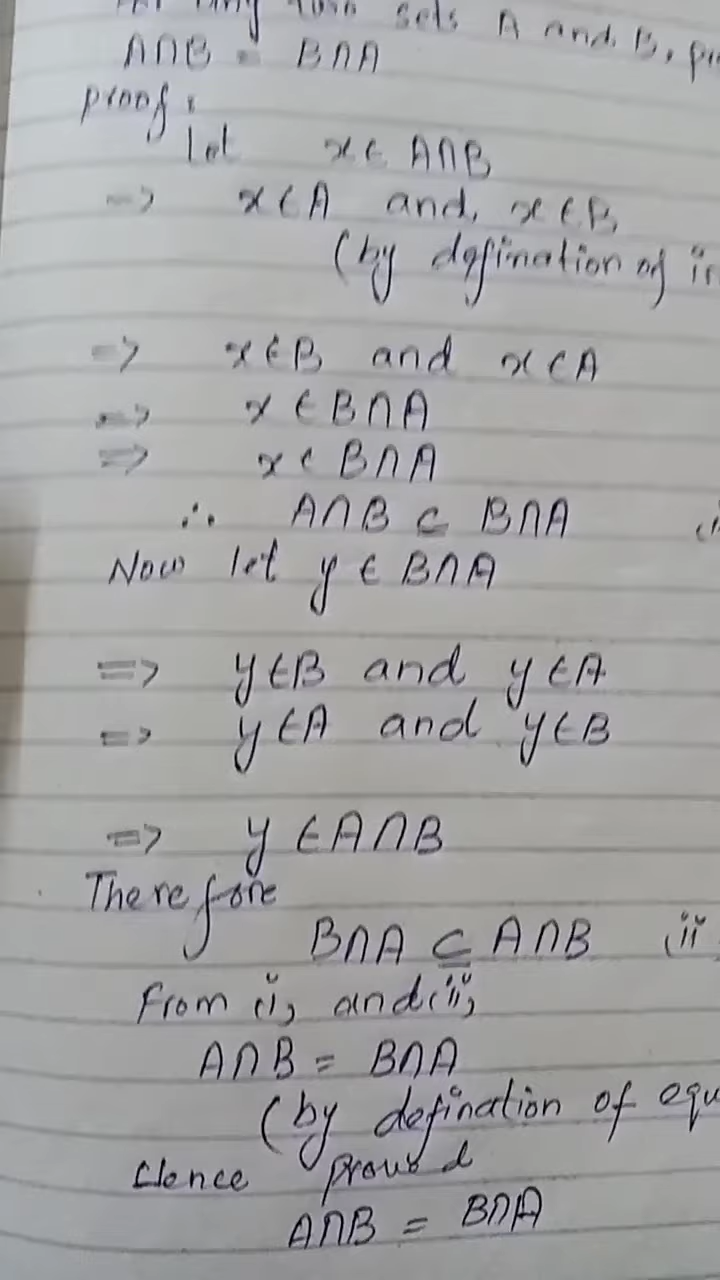 sets A and B,
A∩B = B∩A
proof:
let x ∈ A∩B
=> x∈A and, x∈B,
(by defination of
=> x∈B and x∈A
=> x∈B∩A
=> x∈B∩A
∴ A∩B ⊆ B∩A
Now let y ∈ B∩A
=> y∈B and y∈A
=> y∈A and y∈B
=> y∈A∩B
Therefore
B∩A ⊆ A∩B (ii
From (i) and (ii)
A∩B = B∩A
(by defination of
Hence proved
A∩B = B∩A